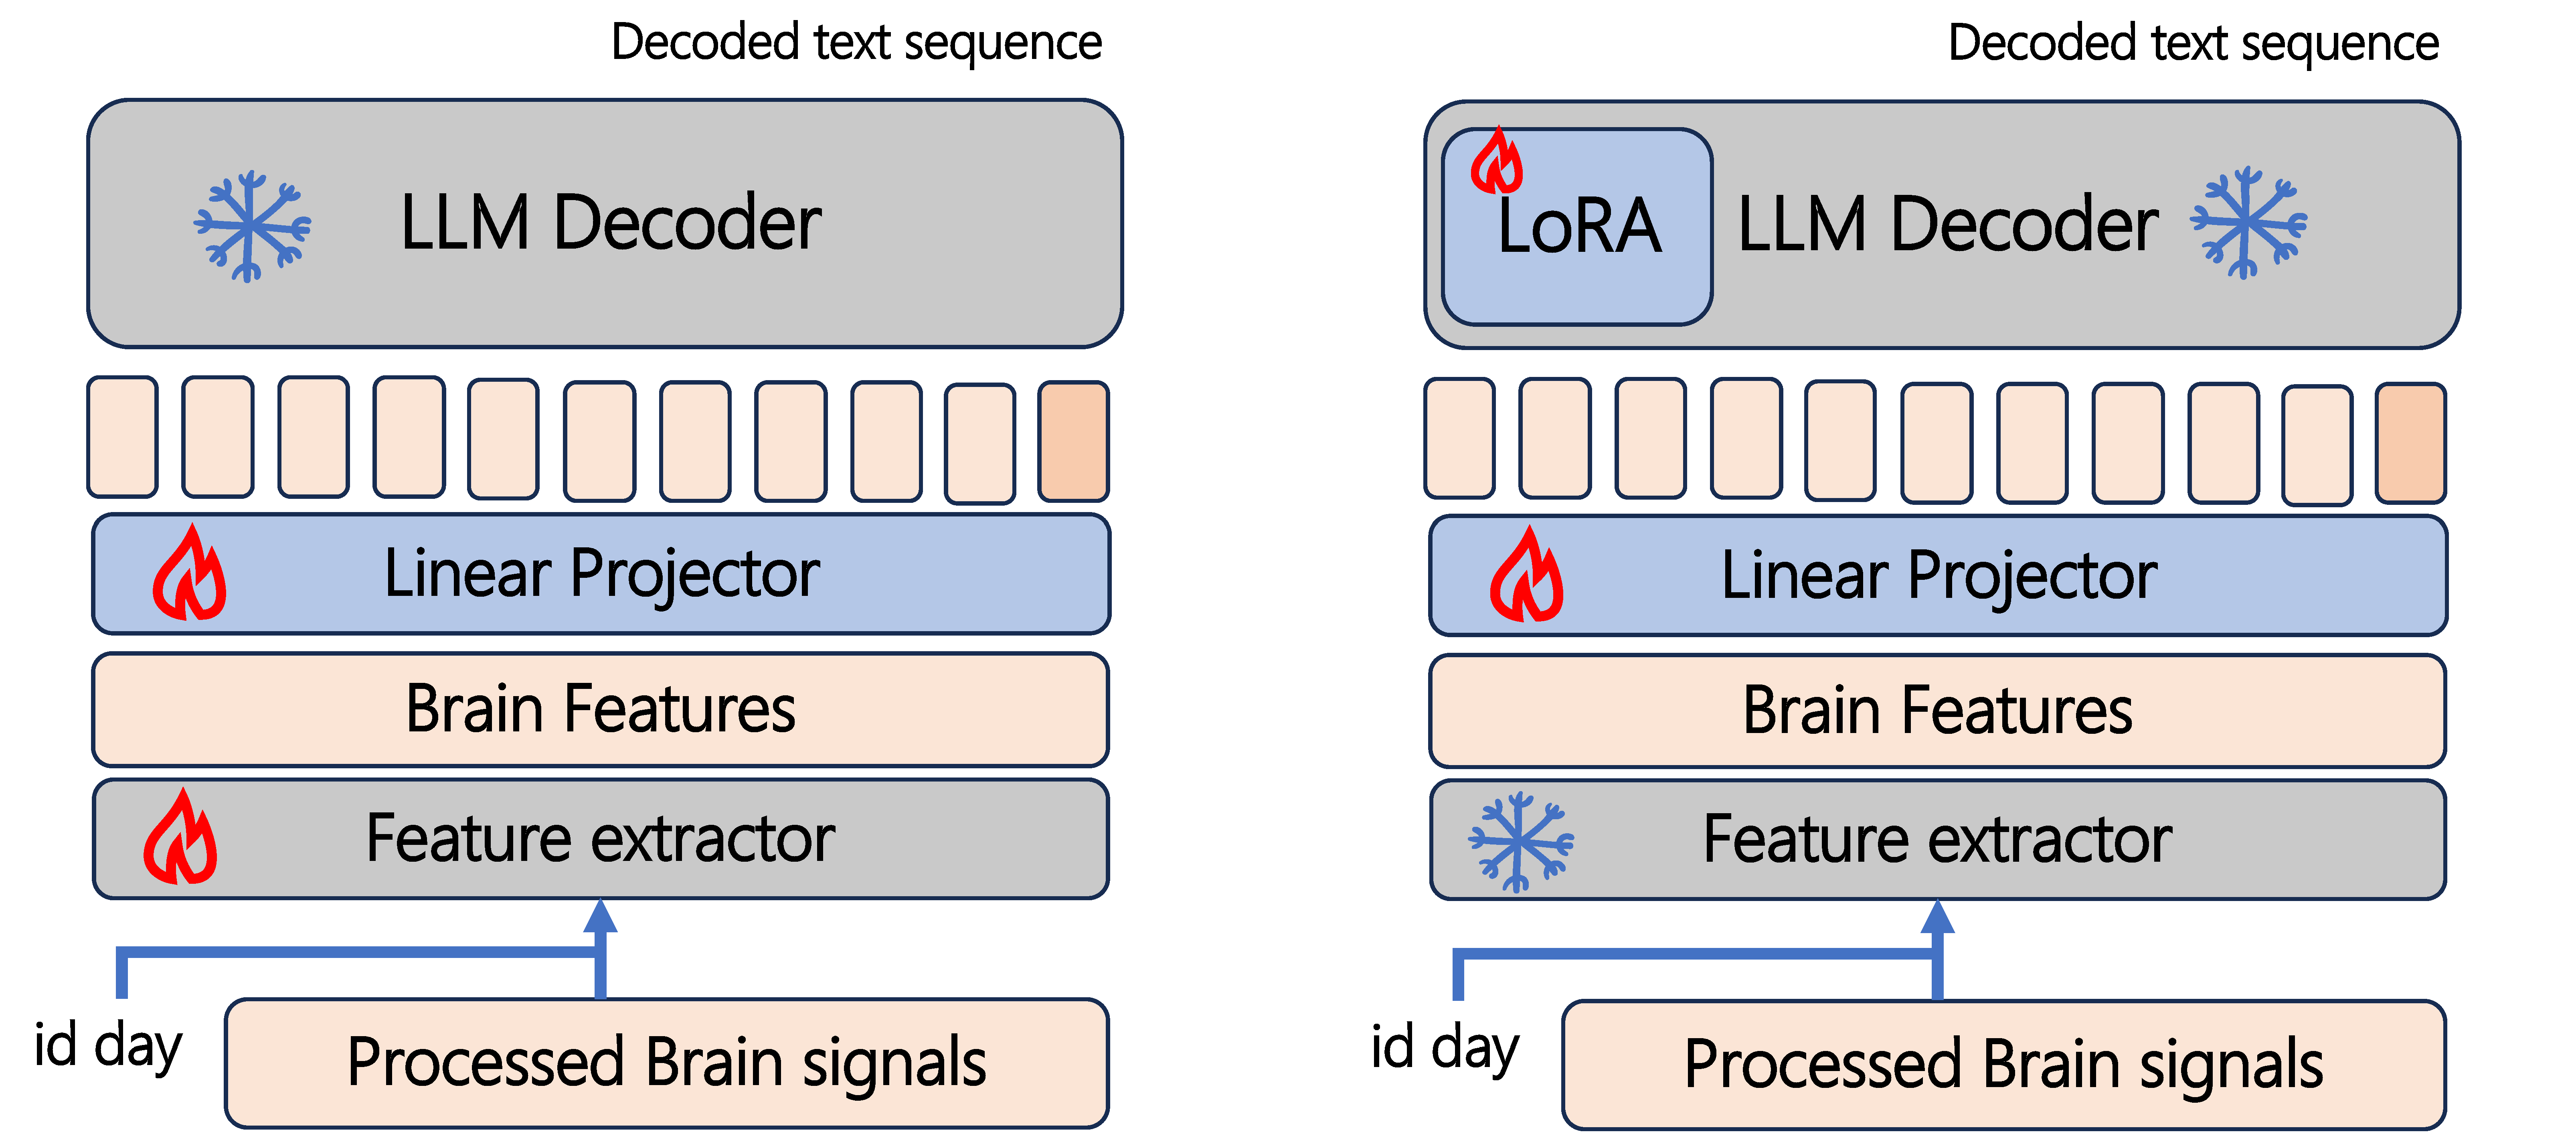 Decoded text sequence
LLM Decoder
Linear Projector
Brain Features
Feature extractor
id day
Processed Brain signals
Decoded text sequence
LoRA
LLM Decoder
Linear Projector
Brain Features
Feature extractor
id day
Processed Brain signals